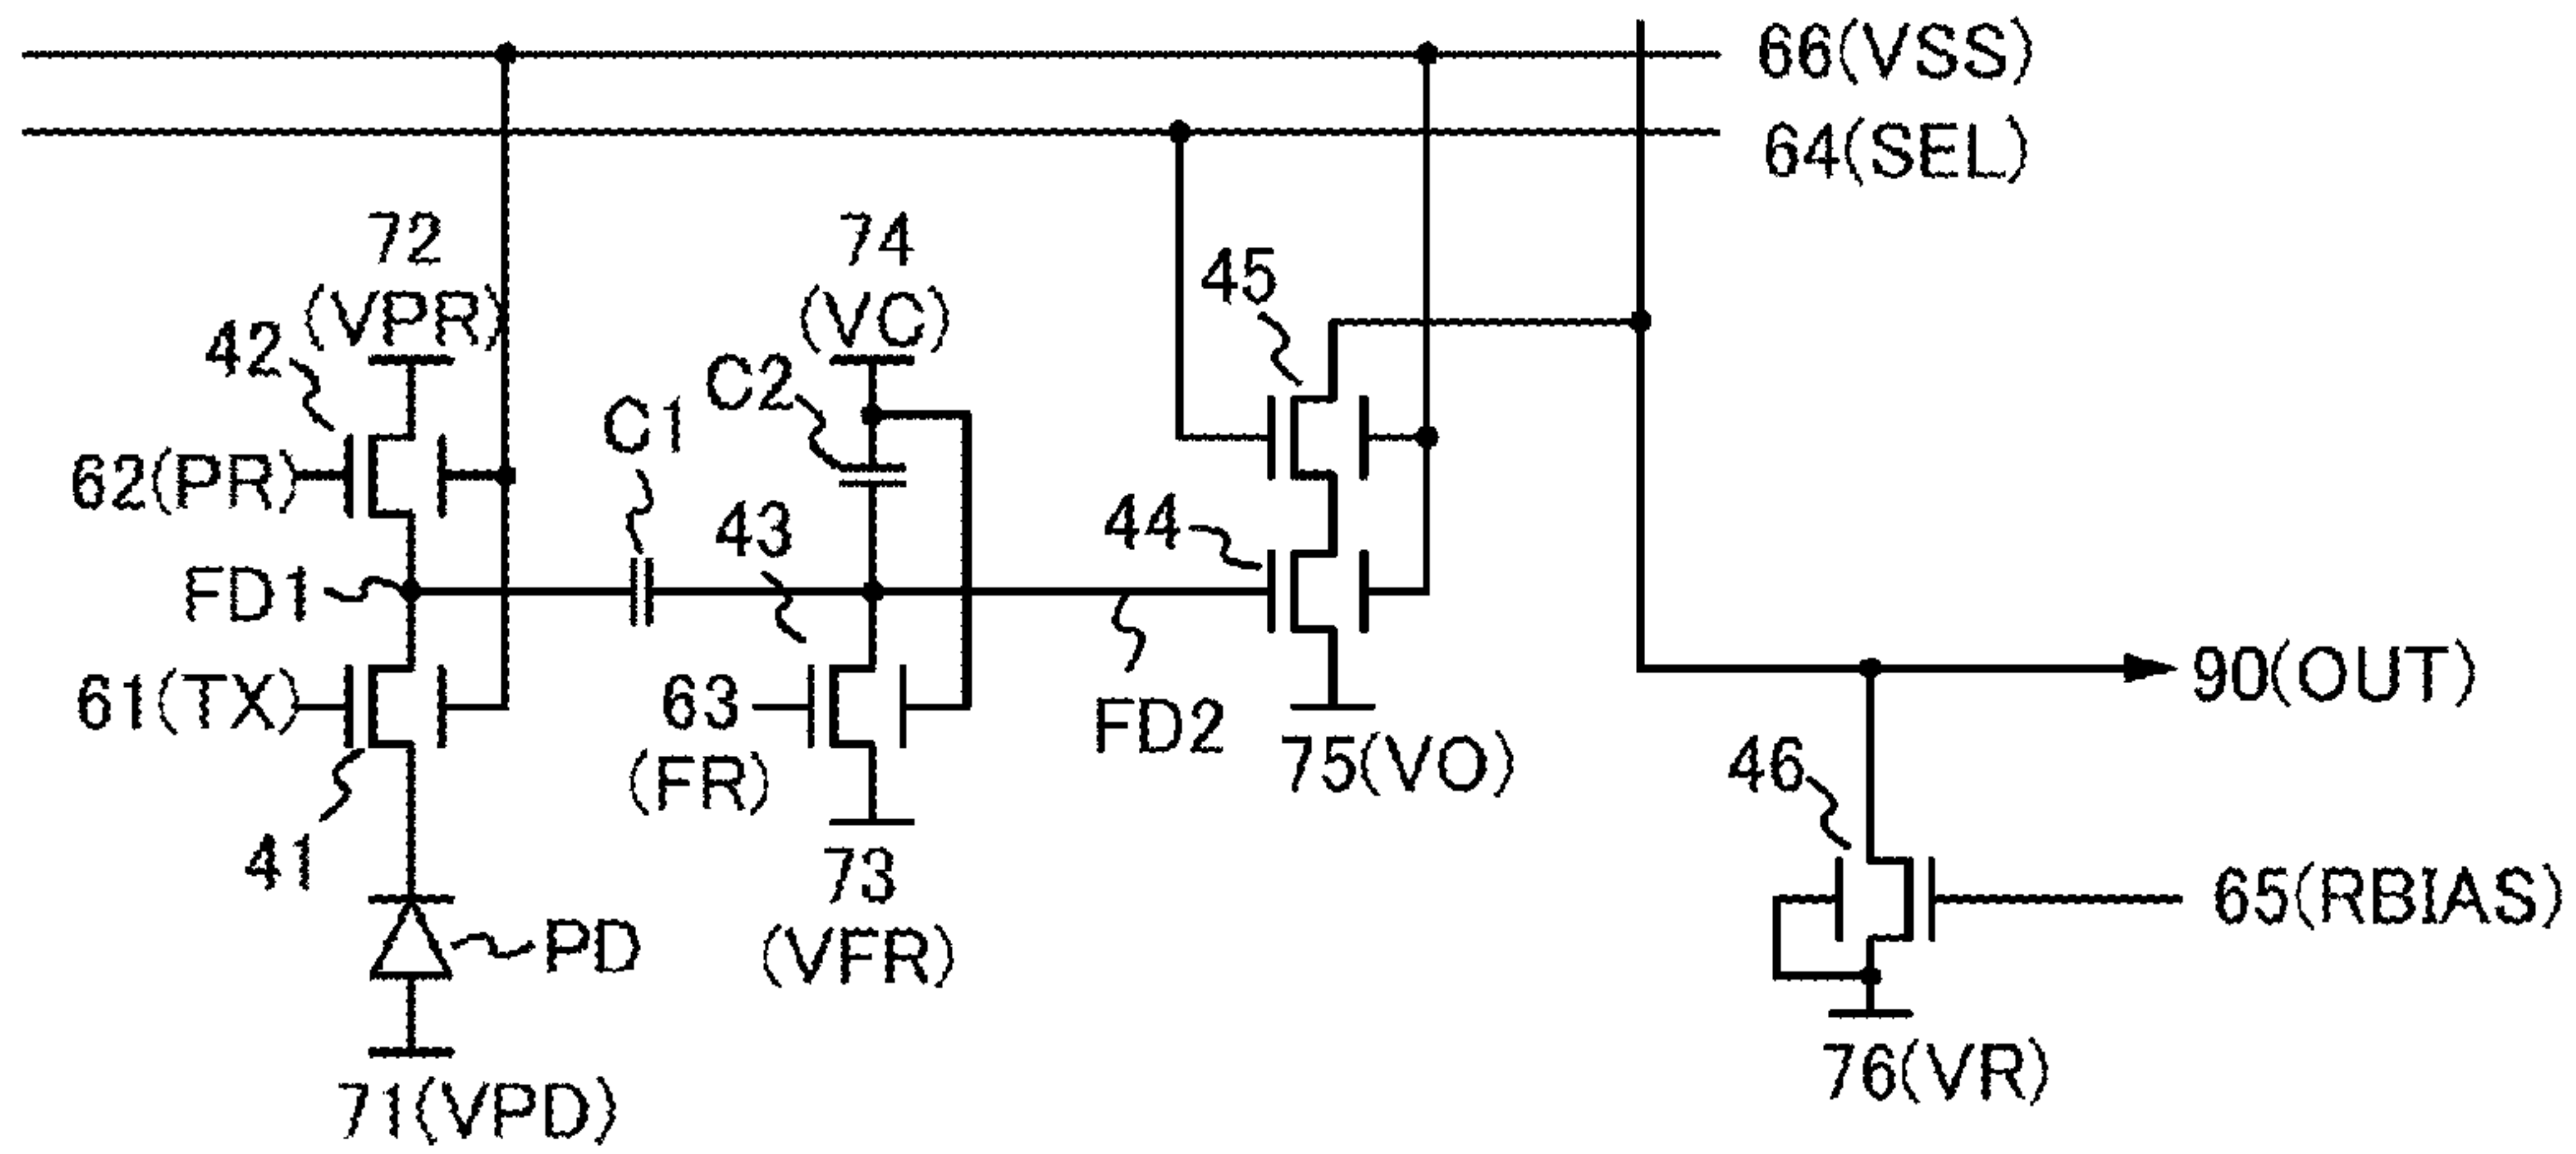 66(VSS)
64(SEL)
72
(VPR)
74
(VC)
45
42
C2
C1
62(PR)
43
44
FD1
61(TX)
63
(FR)
FD2
90(OUT)
75(VO)
46
41
73
(VFR)
65(RBIAS)
PD
76(VR)
71(VPD)